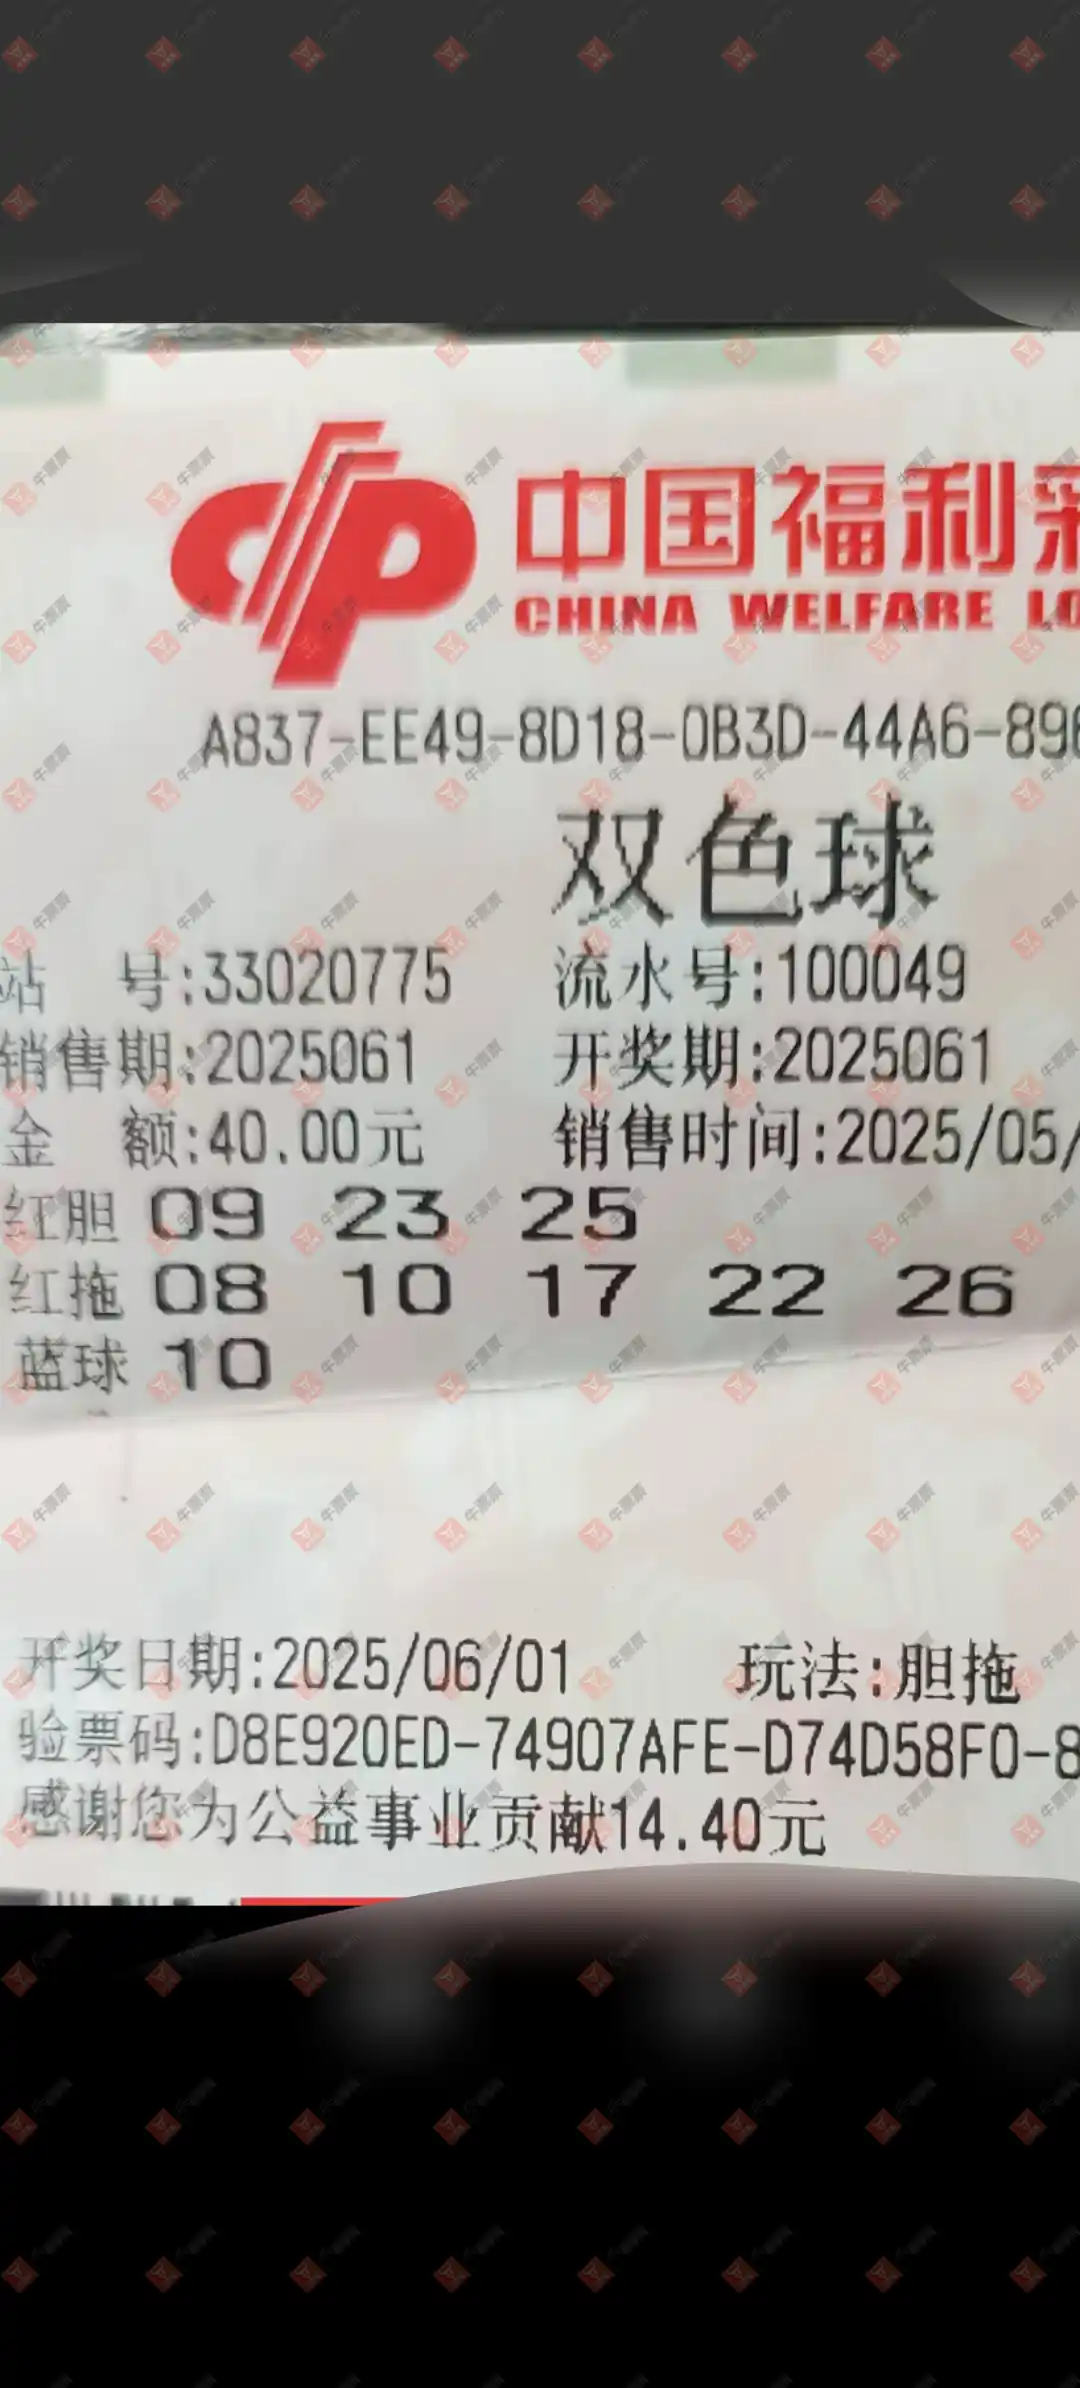 中国福利彩
CHINA WELFARE LO
A837-EE49-8D18-0B3D-44A6-896
双色球
站 号:33020775 流水号:100049
销售期:2025061 开奖期:2025061
金 额:40.00元 销售时间:2025/05/
红胆 09 23 25
红拖 08 10 17 22 26
蓝球 10
开奖日期:2025/06/01 玩法:胆拖
验票码:D8E920ED-74907AFE-D74D58F0-8
感谢您为公益事业贡献14.40元